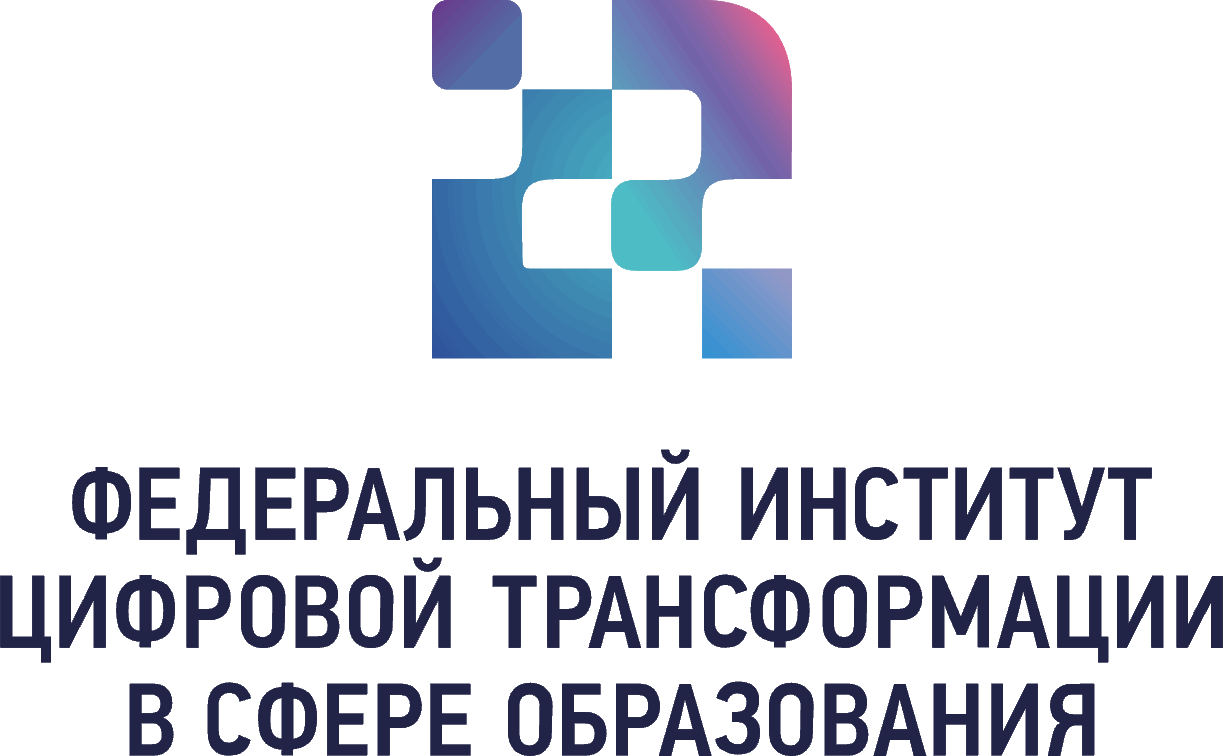 ФЕДЕРАЛЬНЫЙ ИНСТИТУТ
ЦИФРОВОЙ ТРАНСФОРМАЦИИ
В СФЕРЕ ОБРАЗОВАНИЯ